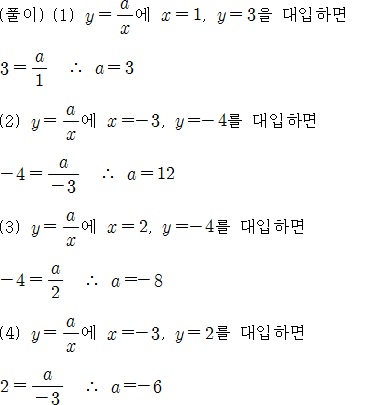 (풀이) (1) y = a/x에 x = 1, y = 3을 대입하면
3 = a/1 ∴ a = 3
(2) y = a/x에 x = -3, y = -4를 대입하면
-4 = a/-3 ∴ a = 12
(3) y = a/x에 x = 2, y = -4를 대입하면
-4 = a/2 ∴ a = -8
(4) y = a/x에 x = -3, y = 2를 대입하면
2 = a/-3 ∴ a = -6